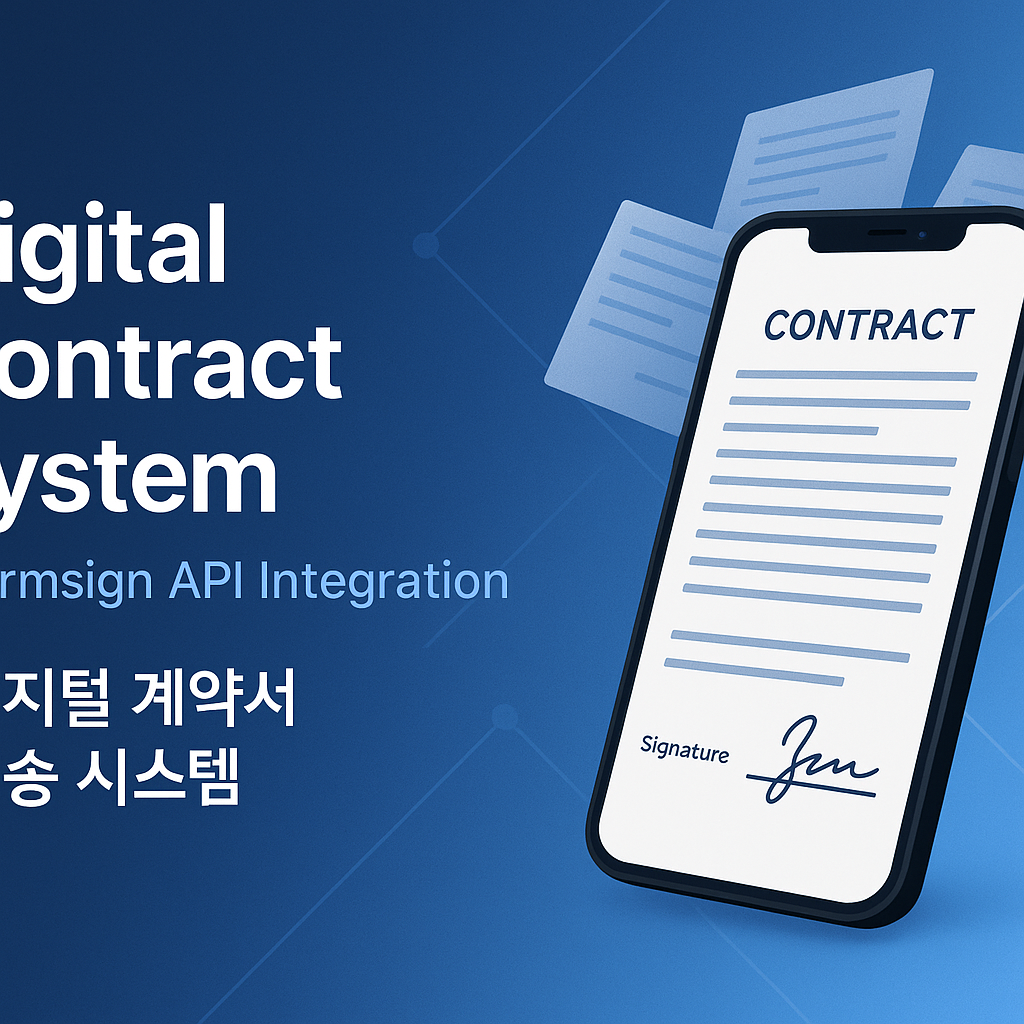 igital
ontract
ystem
rmsign API Integration
지털 계약서
송 시스템
CONTRACT
Signature